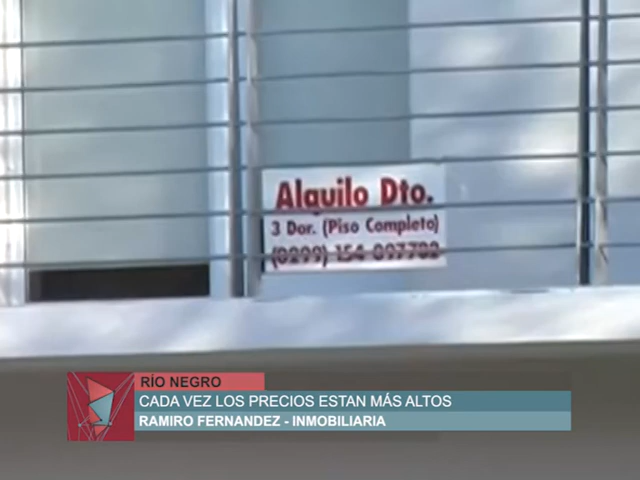 Alquilo Dto.
3 Dor. (Piso Completo)
(0299) 154-097782
RÍO NEGRO
CADA VEZ LOS PRECIOS ESTAN MÁS ALTOS
RAMIRO FERNANDEZ - INMOBILIARIA